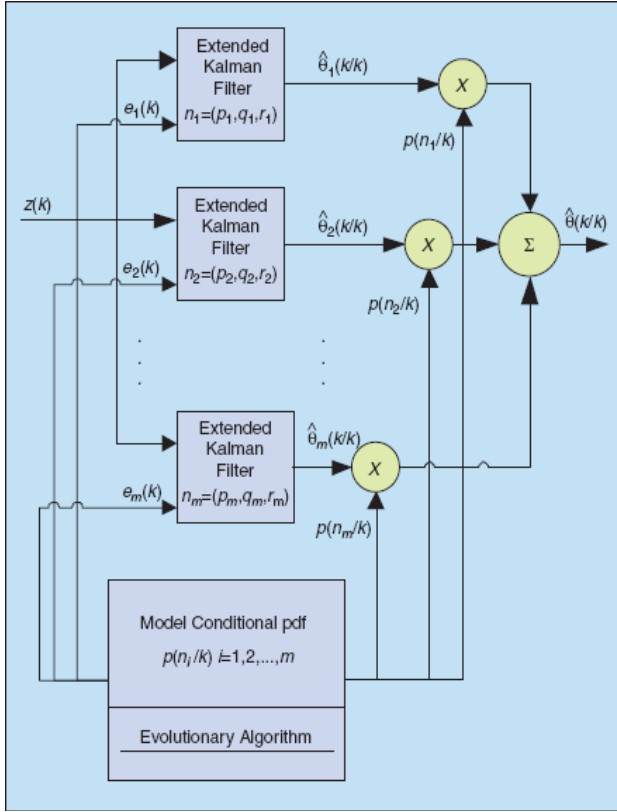 Extended
Kalman
Filter
n₁=(p₁,q₁,r₁)
θ̂₁(k/k)
X
e₁(k)
p(n₁/k)
z(k)
Extended
Kalman
Filter
n₂=(p₂,q₂,r₂)
θ̂₂(k/k)
X
Σ
θ̂(k/k)
e₂(k)
p(n₂/k)
. .
. .
. .
Extended
Kalman
Filter
nₘ=(pₘ,qₘ,rₘ)
θ̂ₘ(k/k)
X
eₘ(k)
p(nₘ/k)
Model Conditional pdf
p(nᵢ/k) i=1,2,...,m
Evolutionary Algorithm